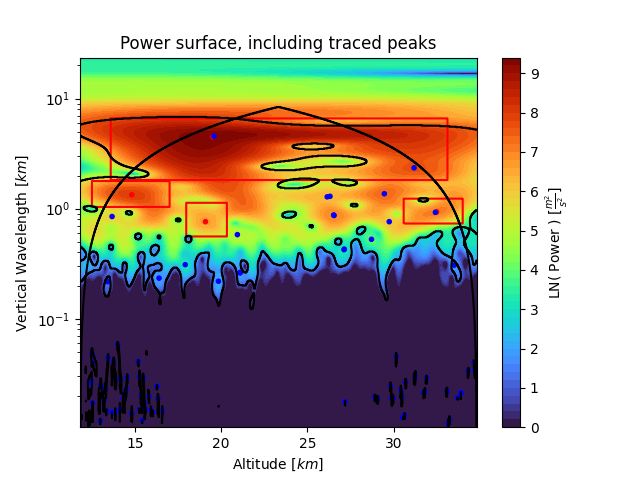 Power surface, including traced peaks
Vertical Wavelength [km]
10¹
10⁰
10⁻¹
15 20 25 30
Altitude [km]
9
8
7
6
5
4
3
2
1
0
LN( Power ) [m²/s²]